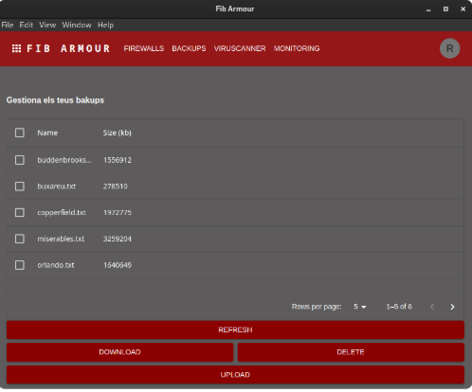 Fib Armour
File Edit View Window Help
FIB ARMOUR FIREWALLS BACKUPS VIRUSCANNER MONITORING R
Gestiona els teus bakups
Name Size (kb)
buddenbrooks... 1556912
buxareu.txt 278510
copperfield.txt 1972775
miserables.txt 3259204
orlando.txt 1640649
Rows per page: 5 1–5 of 6
REFRESH
DOWNLOAD DELETE
UPLOAD